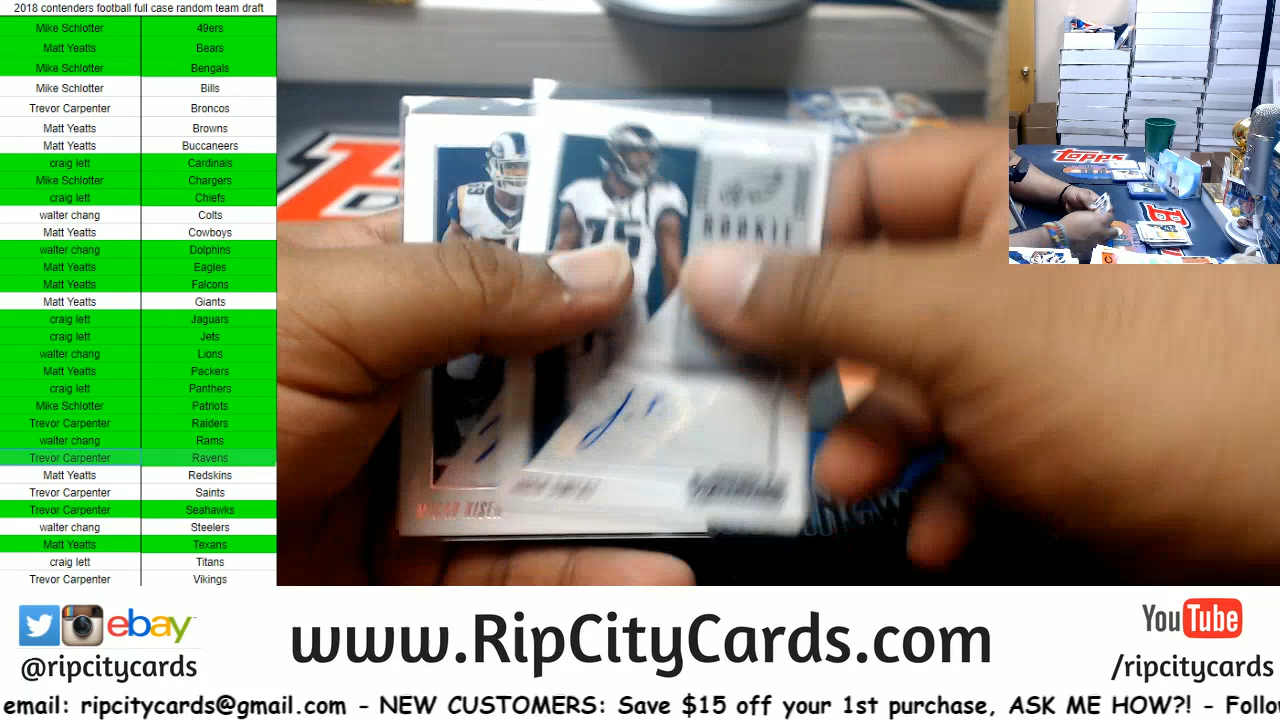 2018 contenders football full case random team draft
Mike Schlotter 49ers
Matt Yeatts Bears
Mike Schlotter Bengals
Mike Schlotter Bills
Trevor Carpenter Broncos
Matt Yeatts Browns
Matt Yeatts Buccaneers
craig lett Cardinals
Mike Schlotter Chargers
craig lett Chiefs
walter chang Colts
Matt Yeatts Cowboys
walter chang Dolphins
Matt Yeatts Eagles
Matt Yeatts Falcons
Matt Yeatts Giants
craig lett Jaguars
craig lett Jets
walter chang Lions
Matt Yeatts Packers
craig lett Panthers
Mike Schlotter Patriots
Trevor Carpenter Raiders
walter chang Rams
Trevor Carpenter Ravens
Matt Yeatts Redskins
Trevor Carpenter Saints
Trevor Carpenter Seahawks
walter chang Steelers
Matt Yeatts Texans
craig lett Titans
Trevor Carpenter Vikings
ROOKIE
75
Topps
ebay
@ripcitycards
www.RipCityCards.com
YouTube
/ripcitycards
email: ripcitycards@gmail.com - NEW CUSTOMERS: Save $15 off your 1st purchase, ASK ME HOW?! - Follo